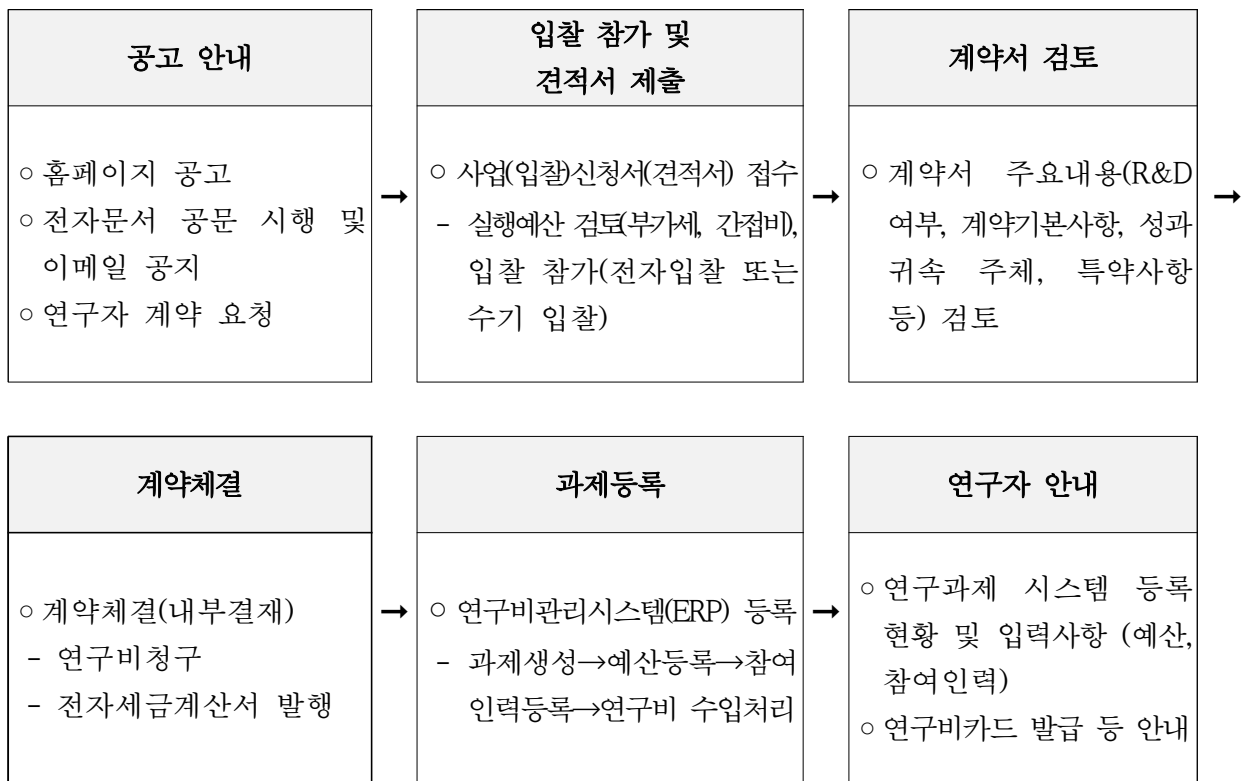 공고 안내
○ 홈페이지 공고
○ 전자문서 공문 시행 및
이메일 공지
○ 연구자 계약 요청
→
입찰 참가 및
견적서 제출
○ 사업(입찰)신청서(견적서) 접수
- 실행예산 검토(부가세, 간접비),
입찰 참가(전자입찰 또는
수기 입찰)
→
계약서 검토
○ 계약서 주요내용(R&D
여부, 계약기본사항, 성과
귀속 주체, 특약사항
등) 검토
→
계약체결
○ 계약체결(내부결재)
- 연구비청구
- 전자세금계산서 발행
→
과제등록
○ 연구비관리시스템(ERP) 등록
- 과제생성→예산등록→참여
인력등록→연구비 수입처리
→
연구자 안내
○ 연구과제 시스템 등록
현황 및 입력사항 (예산,
참여인력)
○ 연구비카드 발급 등 안내